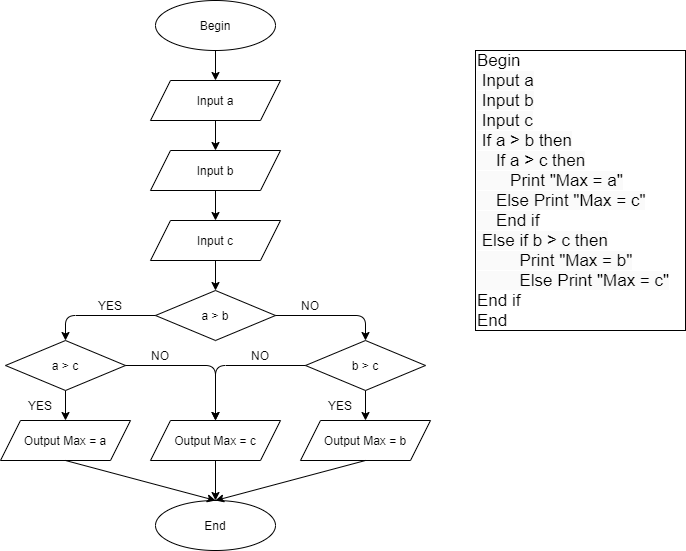 Begin
Input a
Input b
Input c
a > b
YES
NO
a > c
NO
NO
b > c
YES
YES
Output Max = a
Output Max = c
Output Max = b
End
Begin
Input a
Input b
Input c
If a > b then
If a > c then
Print "Max = a"
Else Print "Max = c"
End if
Else if b > c then
Print "Max = b"
Else Print "Max = c"
End if
End